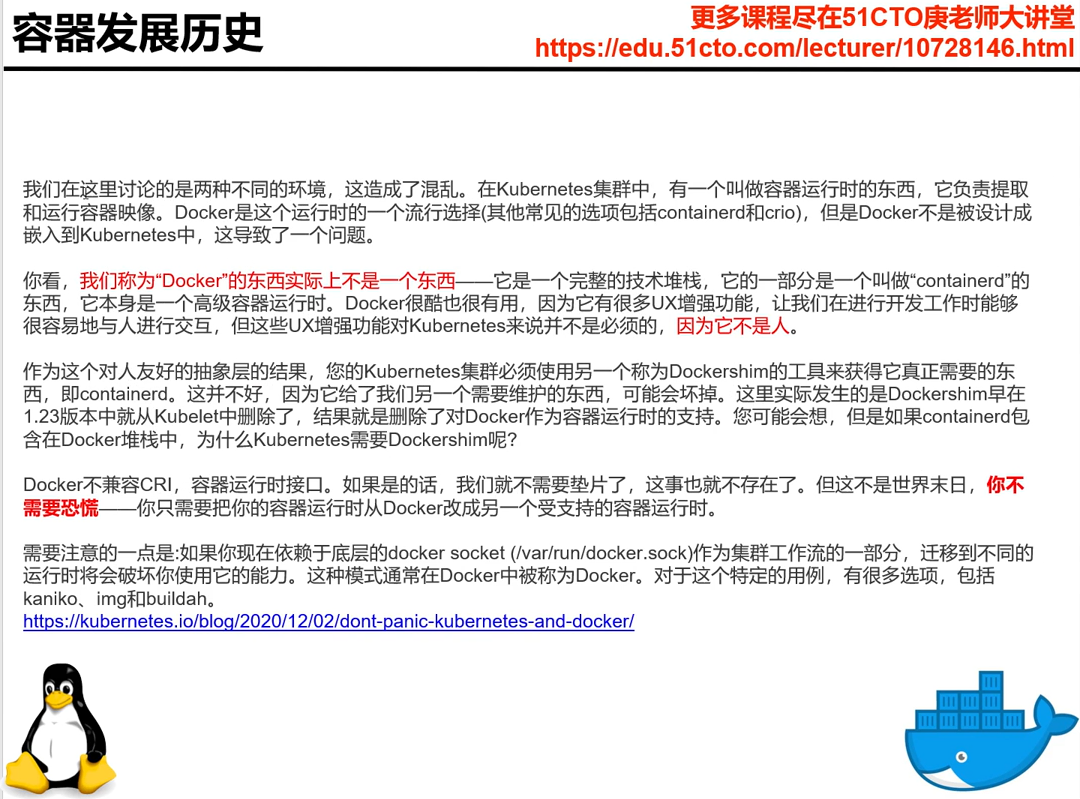 容器发展历史
更多课程尽在51CTO庚老师大讲堂
https://edu.51cto.com/lecturer/10728146.html
我们在这里讨论的是两种不同的环境，这造成了混乱。在Kubernetes集群中，有一个叫做容器运行时的东西，它负责提取
和运行容器映像。Docker是这个运行时的一个流行选择(其他常见的选项包括containerd和crio)，但是Docker不是被设计成
嵌入到Kubernetes中，这导致了一个问题。
你看，我们称为“Docker”的东西实际上不是一个东西——它是一个完整的技术堆栈，它的一部分是一个叫做“containerd”的
东西，它本身是一个高级容器运行时。Docker很酷也很有用，因为它有很多UX增强功能，让我们在进行开发工作时能够
很容易地与人进行交互，但这些UX增强功能对Kubernetes来说并不是必须的，因为它不是人。
作为这个对人友好的抽象层的结果，您的Kubernetes集群必须使用另一个称为Dockershim的工具来获得它真正需要的东
西，即containerd。这并不好，因为它给了我们另一个需要维护的东西，可能会坏掉。这里实际发生的是Dockershim早在
1.23版本中就从Kubelet中删除了，结果就是删除了对Docker作为容器运行时的支持。您可能会想，但是如果containerd包
含在Docker堆栈中，为什么Kubernetes需要Dockershim呢?
Docker不兼容CRI，容器运行时接口。如果是的话，我们就不需要垫片了，这事也就不存在了。但这不是世界末日，你不
需要恐慌——你只需要把你的容器运行时从Docker改成另一个受支持的容器运行时。
需要注意的一点是:如果你现在依赖于底层的docker socket (/var/run/docker.sock)作为集群工作流的一部分，迁移到不同的
运行时将会破坏你使用它的能力。这种模式通常在Docker中被称为Docker。对于这个特定的用例，有很多选项，包括
kaniko、img和buildah。
https://kubernetes.io/blog/2020/12/02/dont-panic-kubernetes-and-docker/